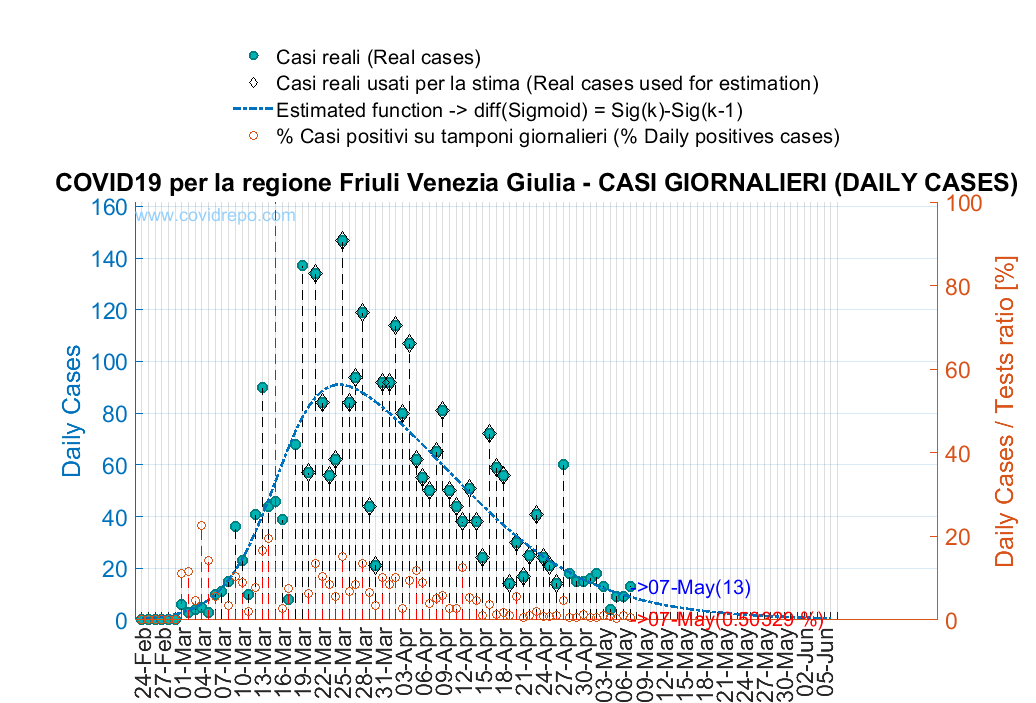 Casi reali (Real cases)
Casi reali usati per la stima (Real cases used for estimation)
Estimated function -> diff(Sigmoid) = Sig(k)-Sig(k-1)
% Casi positivi su tamponi giornalieri (% Daily positives cases)
COVID19 per la regione Friuli Venezia Giulia - CASI GIORNALIERI (DAILY CASES)
www.covidrepo.com
Daily Cases
160
140
120
100
80
60
40
20
0
100
80
60
40
20
0
Daily Cases / Tests ratio [%]
>07-May(13)
>07-May(0.50329 %)
24-Feb
27-Feb
01-Mar
04-Mar
07-Mar
10-Mar
13-Mar
16-Mar
19-Mar
22-Mar
25-Mar
28-Mar
31-Mar
03-Apr
06-Apr
09-Apr
12-Apr
15-Apr
18-Apr
21-Apr
24-Apr
27-Apr
30-Apr
03-May
06-May
09-May
12-May
15-May
18-May
21-May
24-May
27-May
30-May
02-Jun
05-Jun